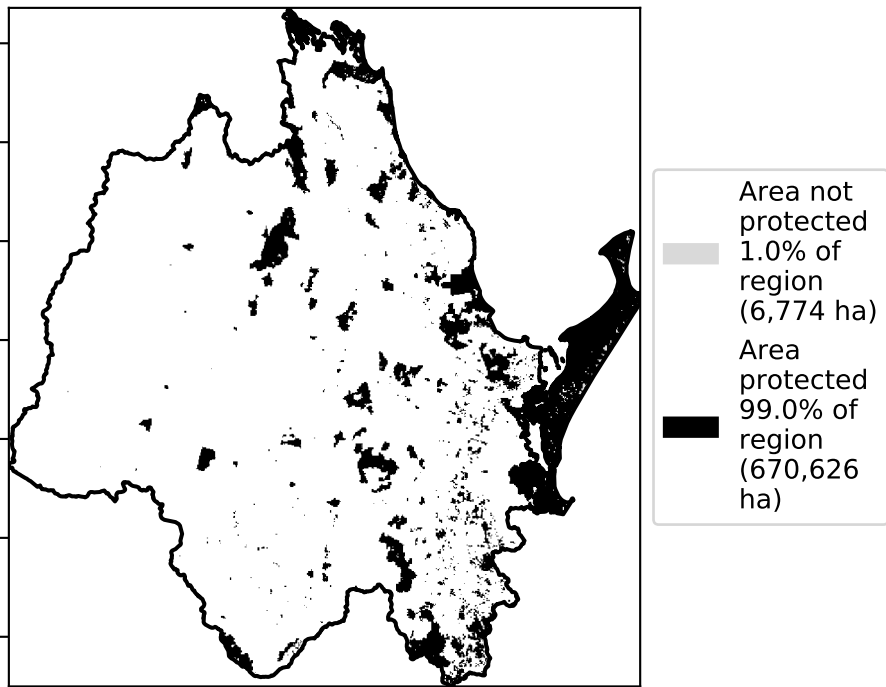 Area not
protected
1.0% of
region
(6,774 ha)
Area
protected
99.0% of
region
(670,626
ha)